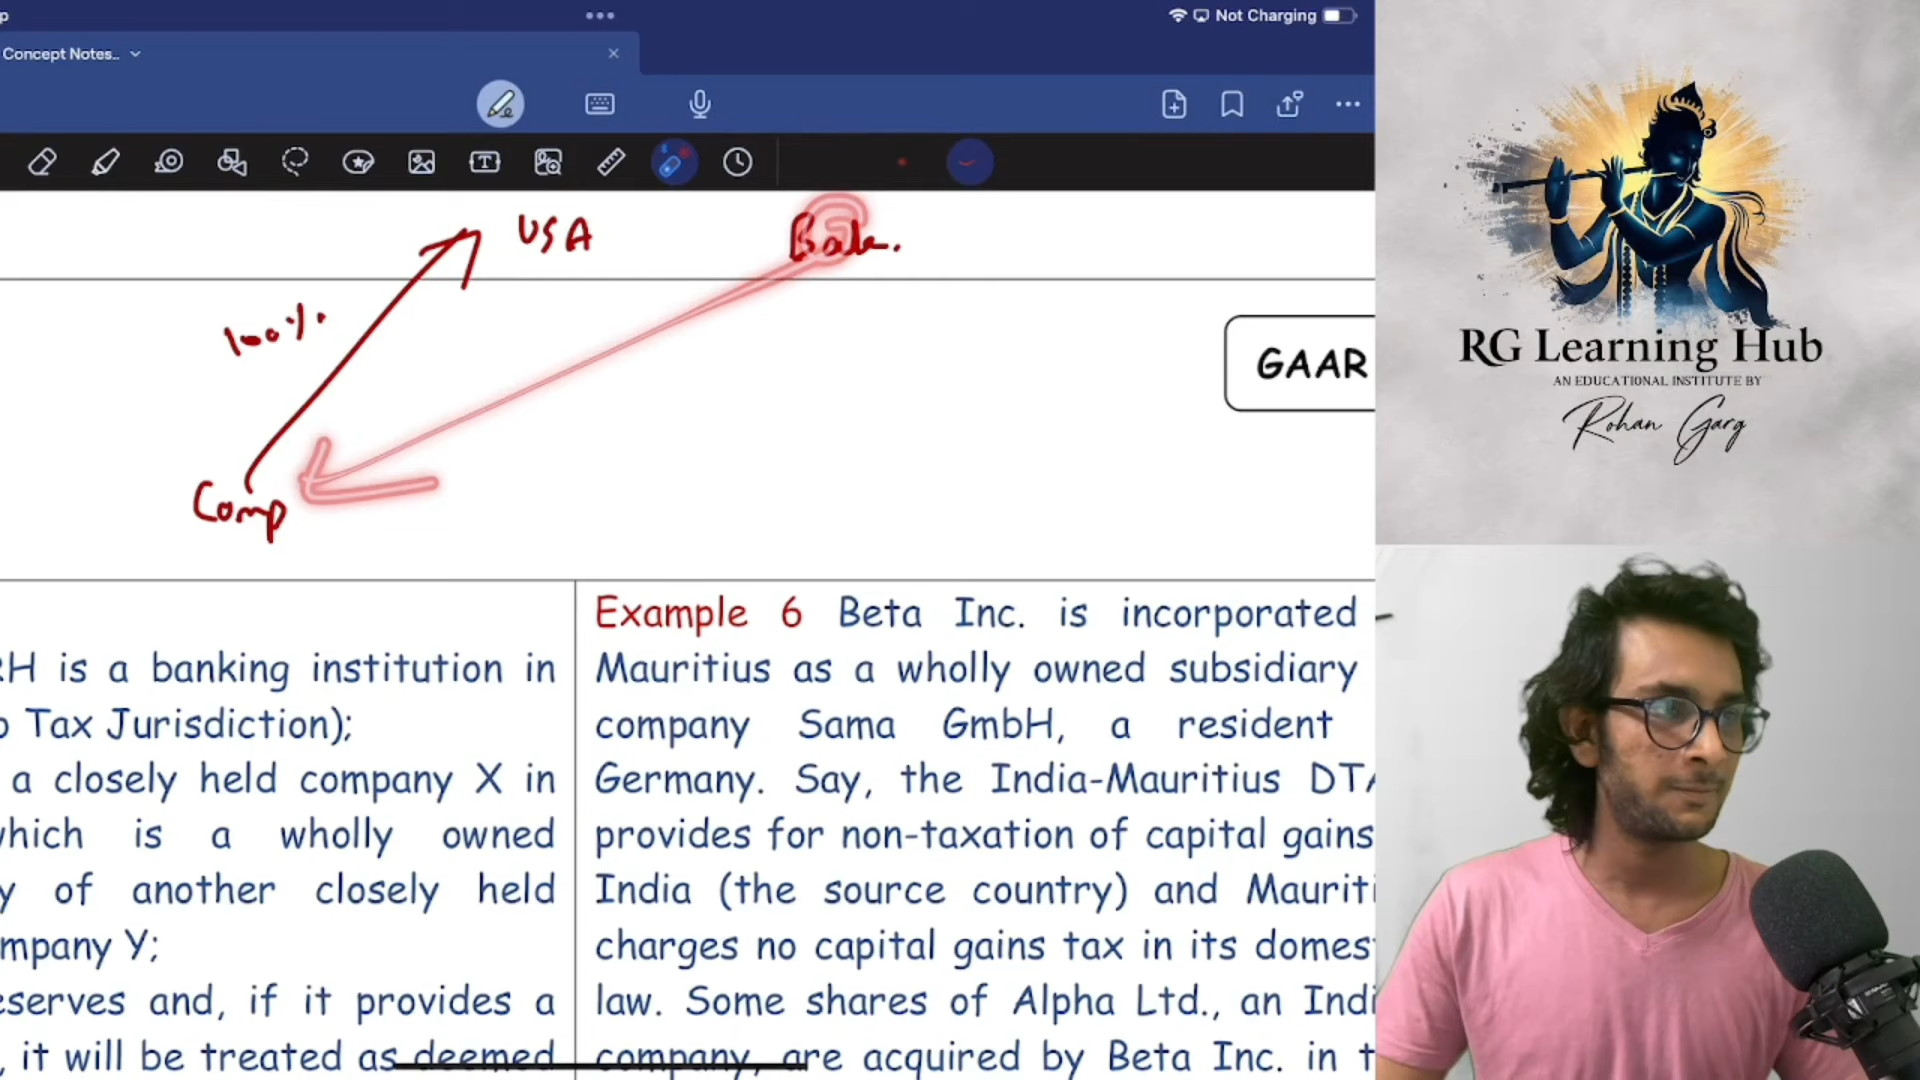 p
Not Charging
Concept Notes..
USA
100%
GAAR
Comp
Example 6 Beta Inc. is incorporated
RH is a banking institution in
Mauritius as a wholly owned subsidiary
o Tax Jurisdiction);
company Sama GmbH, a resident
a closely held company X in
Germany. Say, the India-Mauritius DTA
which is a wholly owned
provides for non-taxation of capital gains
y of another closely held
India (the source country) and Mauriti
mpany Y;
charges no capital gains tax in its domes
eserves and, if it provides a
law. Some shares of Alpha Ltd., an Indi
, it will be treated as deemed
company, are acquired by Beta Inc. in t
RG Learning Hub
AN EDUCATIONAL INSTITUTE BY
Rohan Garg